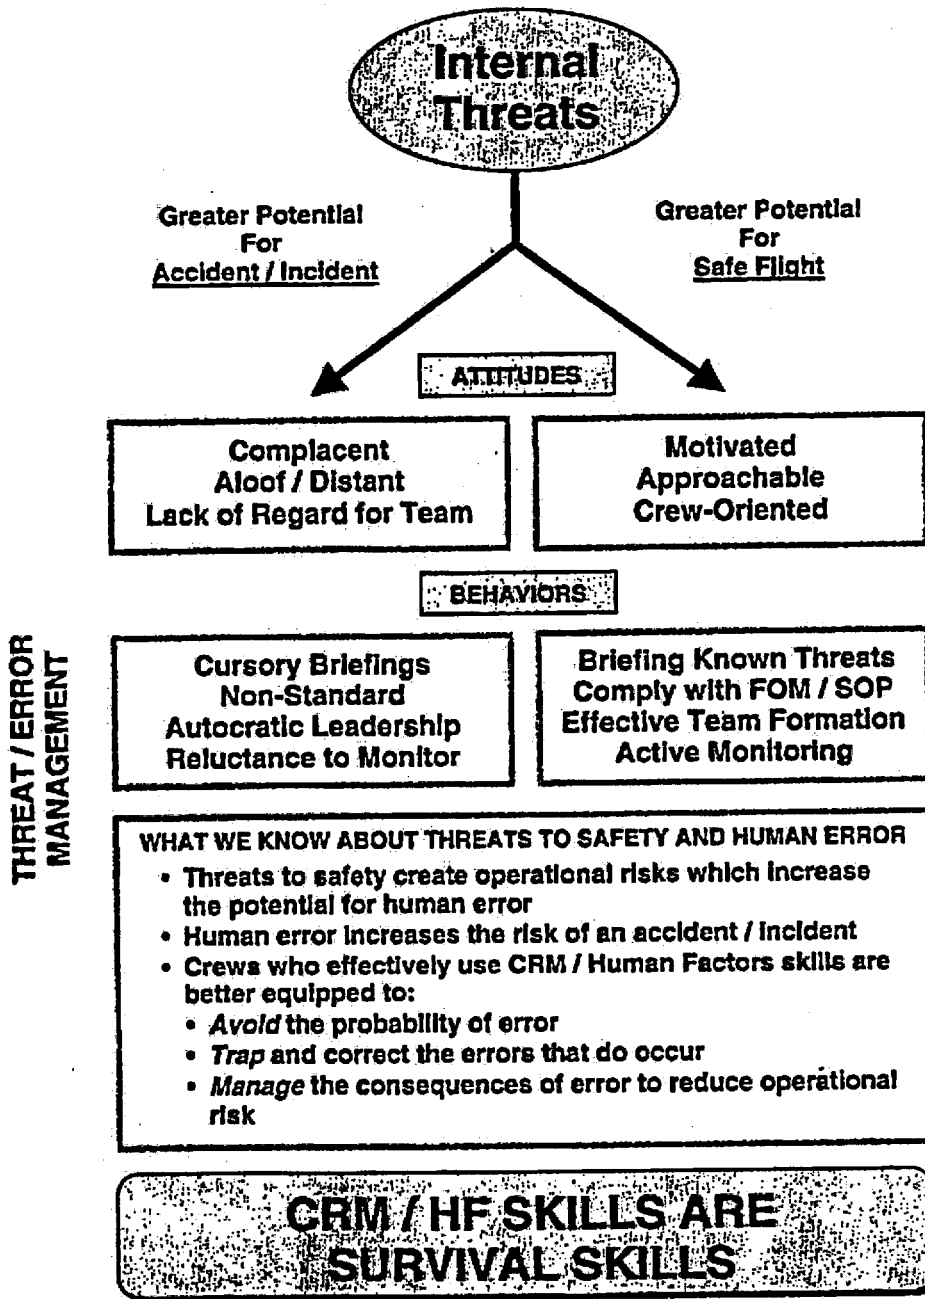 Internal
Threats
Greater Potential
For
Accident / Incident
Greater Potential
For
Safe Flight
ATTITUDES
Complacent
Aloof / Distant
Lack of Regard for Team
Motivated
Approachable
Crew-Oriented
BEHAVIORS
THREAT / ERROR
MANAGEMENT
Cursory Briefings
Non-Standard
Autocratic Leadership
Reluctance to Monitor
Briefing Known Threats
Comply with FOM / SOP
Effective Team Formation
Active Monitoring
WHAT WE KNOW ABOUT THREATS TO SAFETY AND HUMAN ERROR
• Threats to safety create operational risks which increase
the potential for human error
• Human error increases the risk of an accident / incident
• Crews who effectively use CRM / Human Factors skills are
better equipped to:
• Avoid the probability of error
• Trap and correct the errors that do occur
• Manage the consequences of error to reduce operational
risk
CRM / HF SKILLS ARE
SURVIVAL SKILLS